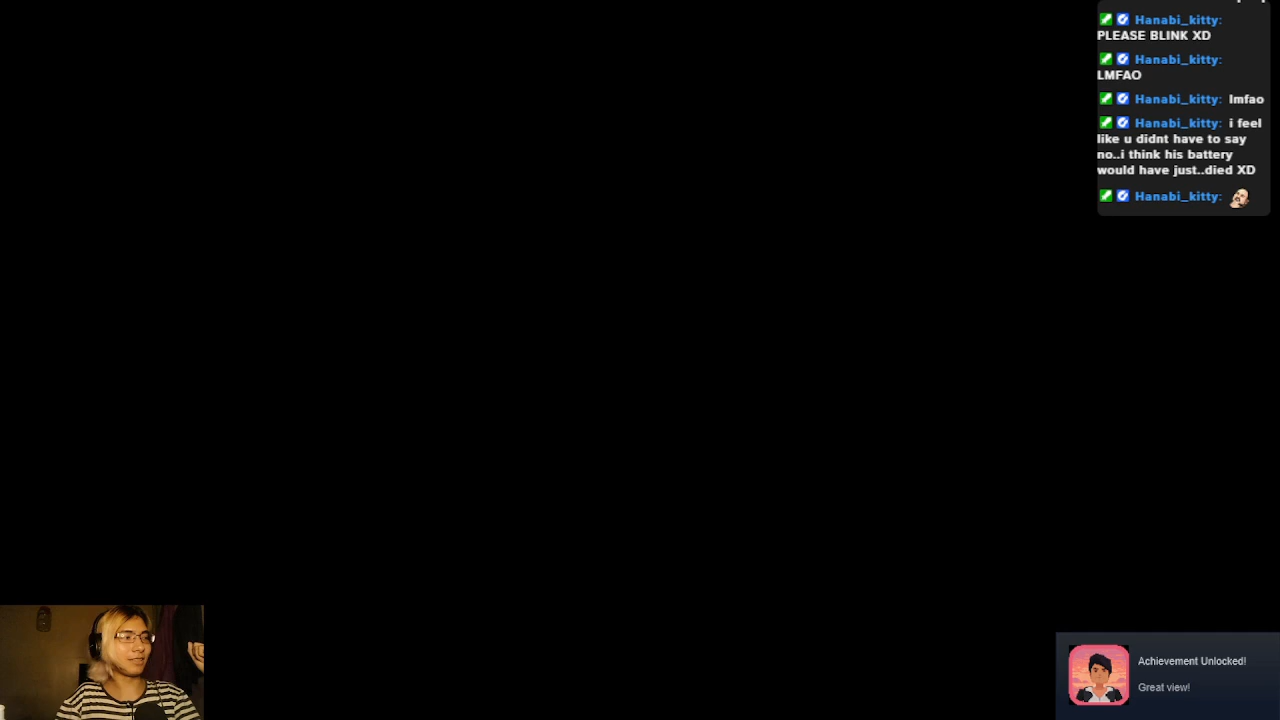 Hanabi_kitty:
PLEASE BLINK XD
Hanabi_kitty:
LMFAO
Hanabi_kitty: lmfao
Hanabi_kitty: i feel
like u didnt have to say
no..i think his battery
would have just..died XD
Hanabi_kitty:
Achievement Unlocked!
Great view!